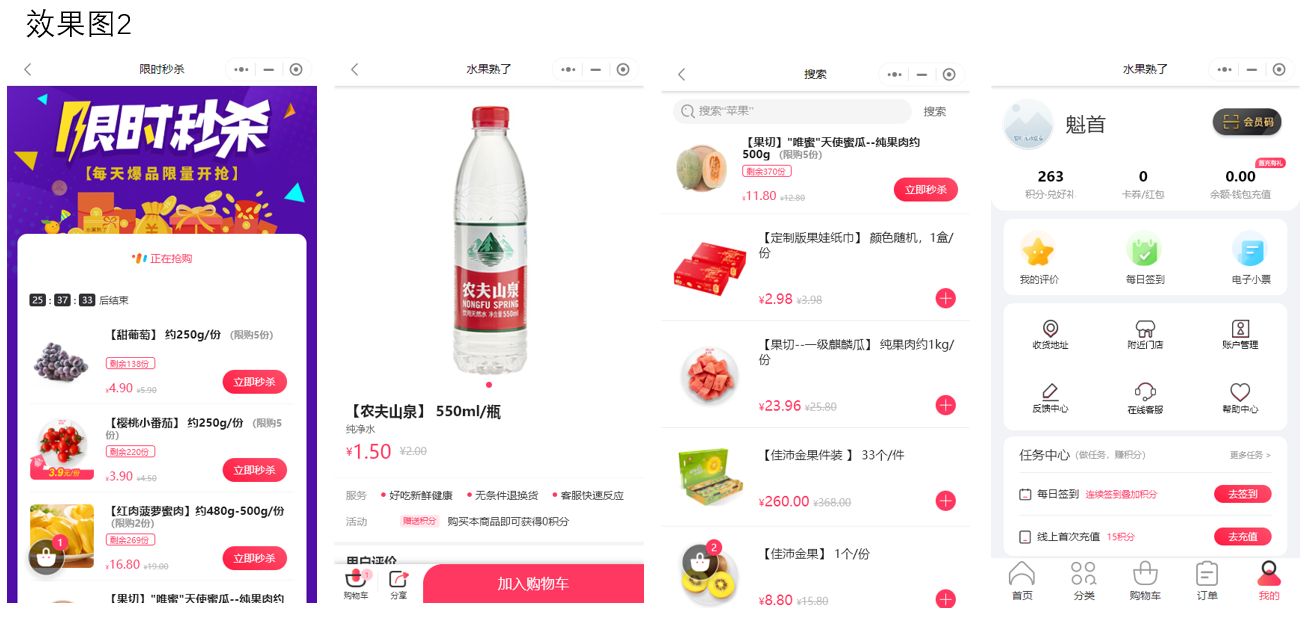 效果图2
限时秒杀
限时秒杀
【每天爆品限量开抢】
正在抢购
25 : 37 : 33 后结束
【甜葡萄】 约250g/份 (限购5份)
剩余138份
¥4.90 ¥5.90
立即秒杀
【樱桃小番茄】 约250g/份 (限购5
份)
剩余220份
3.9元/份
¥3.90 ¥4.50
立即秒杀
【红肉菠萝蜜肉】约480g-500g/份
(限购2份)
剩余269份
1
¥16.80 ¥19.00
立即秒杀
【果切】"唯蜜"天使蜜瓜--纯果肉约
水果熟了
农夫山泉
NONGFU SPRING
饮用天然水 净含量550ml
【农夫山泉】 550ml/瓶
纯净水
¥1.50 ¥2.00
服务 好吃新鲜健康 无条件退换货 客服快速反应
活动 赠送积分 购买本商品即可获得0积分
用户评价
1
购物车
分享
加入购物车
搜索
搜索"苹果"
搜索
【果切】"唯蜜"天使蜜瓜--纯果肉约
500g (限购5份)
剩余370份
¥11.80 ¥12.80
立即秒杀
【定制版果娃纸巾】 颜色随机，1盒/
份
¥2.98 ¥3.98
【果切--一级麒麟瓜】 纯果肉约1kg/
份
¥23.96 ¥25.80
【佳沛金果件装 】 33个/件
¥260.00 ¥368.00
2
【佳沛金果】 1个/份
¥8.80 ¥15.80
水果熟了
魁首
会员码
263
积分·兑好礼
0
卡券/红包
0.00
余额·钱包充值
我的评价
每日签到
电子小票
收货地址
附近门店
账户管理
反馈中心
在线客服
帮助中心
任务中心 (做任务，赚积分)
更多任务 >
每日签到 连续签到叠加积分
去签到
线上首次充值 15积分
去充值
首页
分类
购物车
订单
我的